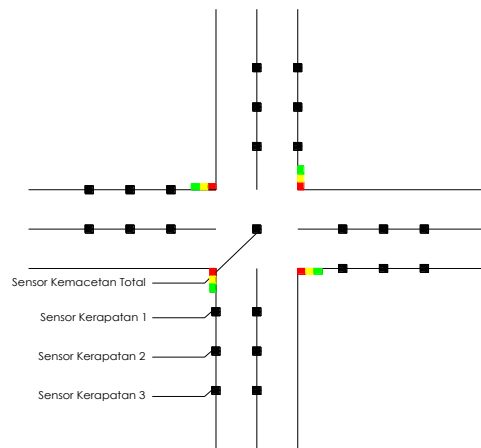 Sensor Kemacetan Total
Sensor Kerapatan 1
Sensor Kerapatan 2
Sensor Kerapatan 3